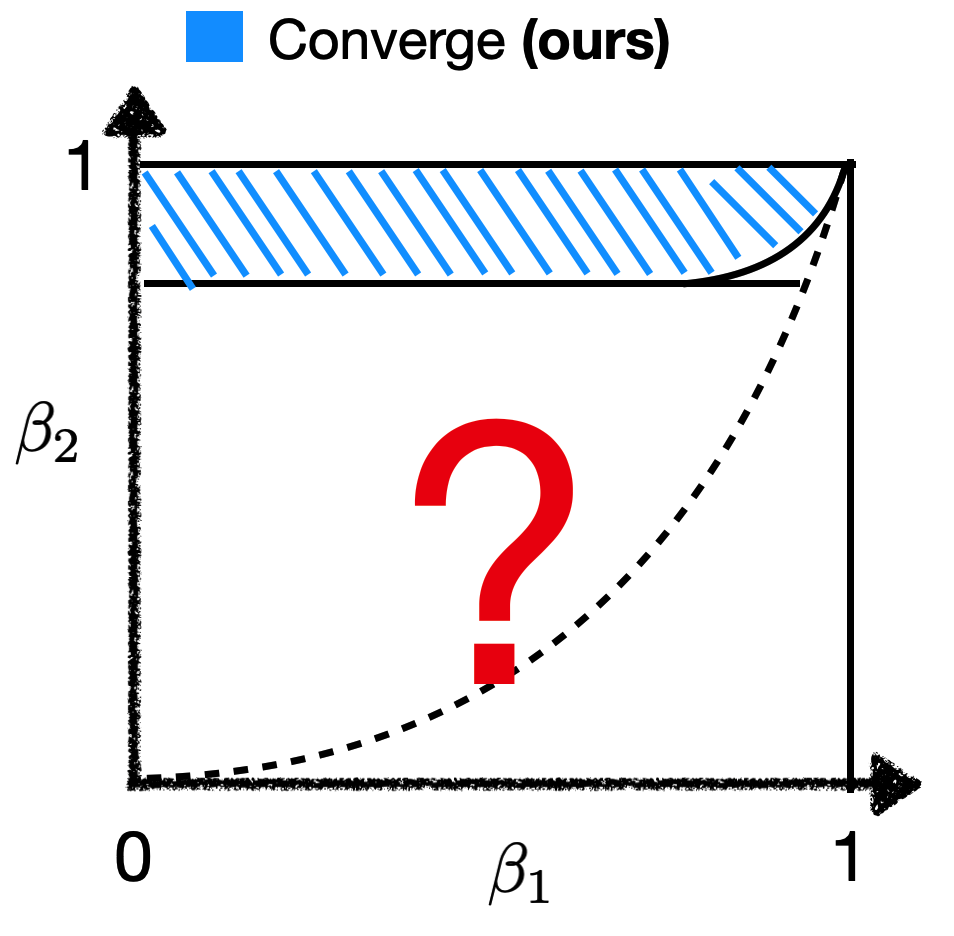 Converge (ours)
1
β₂
?
0
β₁
1